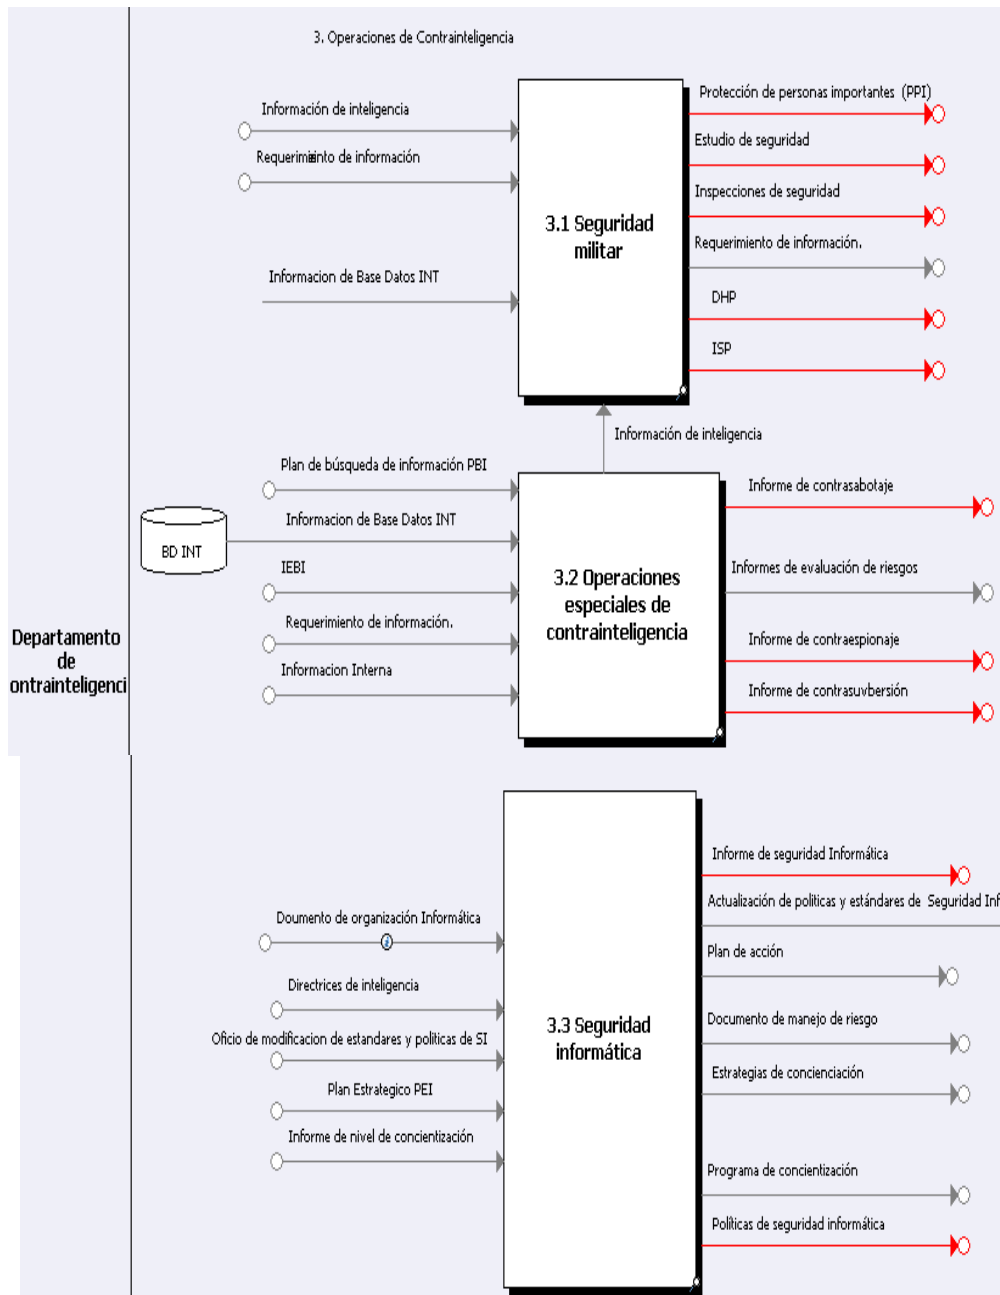 3. Operaciones de Contrainteligencia
Información de inteligencia
Requerimiento de información
Informacion de Base Datos INT
3.1 Seguridad
militar
Protección de personas importantes (PPI)
Estudio de seguridad
Inspecciones de seguridad
Requerimiento de información.
DHP
ISP
Información de inteligencia
Plan de búsqueda de información PBI
Informacion de Base Datos INT
BD INT
IEBI
Requerimiento de información.
Informacion Interna
3.2 Operaciones
especiales de
contrainteligencia
Informe de contrasabotaje
Informes de evaluación de riesgos
Informe de contraespionaje
Informe de contrasuvbersión
Departamento
de
ontrainteligenci
Doumento de organización Informática
Directrices de inteligencia
Oficio de modificacion de estandares y politicas de SI
Plan Estrategico PEI
Informe de nivel de concientización
3.3 Seguridad
informática
Informe de seguridad Informática
Actualización de politicas y estándares de Seguridad Inf
Plan de acción
Documento de manejo de riesgo
Estrategias de concienciación
Programa de concientización
Políticas de seguridad informática